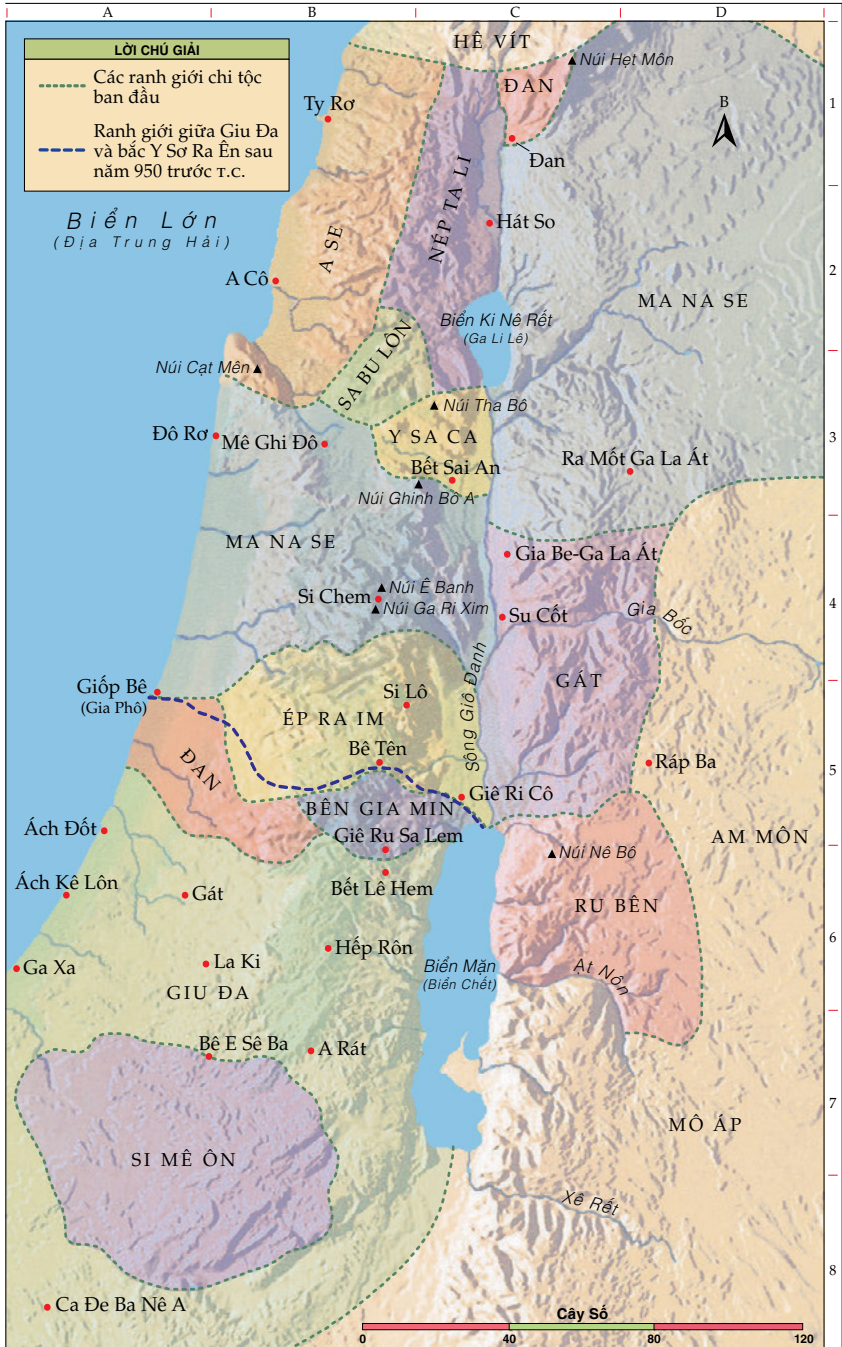 A
B
C
D
LỜI CHÚ GIẢI
Các ranh giới chi tộc
ban đầu
Ranh giới giữa Giu Đa
và bắc Y Sơ Ra Ên sau
năm 950 trước T.C.
HÊ VÍT
Núi Hẹt Môn
ĐAN
B
1
Ty Rơ
Đan
Biển Lớn
(Địa Trung Hải)
A SE
NÉP TA LI
Hát So
2
A Cô
MA NA SE
Biển Ki Nê Rết
(Ga Li Lê)
SA BU LÔN
Núi Cạt Mên
Núi Tha Bô
Đô Rơ
Mê Ghi Đô
Y SA CA
3
Bết Sai An
Ra Mốt Ga La Át
Núi Ghinh Bô A
MA NA SE
Gia Be-Ga La Át
Núi Ê Banh
Si Chem
Núi Ga Ri Xim
Su Cốt
Gia Bốc
4
Sông Giô Đanh
GÁT
Giốp Bê
(Gia Phô)
Si Lô
ÉP RA IM
ĐAN
Bê Tên
Ráp Ba
5
Giê Ri Cô
BÊN GIA MIN
Ách Đốt
Giê Ru Sa Lem
AM MÔN
Núi Nê Bô
Bết Lê Hem
Ách Kê Lôn
Gát
RU BÊN
6
Hếp Rôn
La Ki
Ga Xa
Biển Mặn
(Biển Chết)
Ạt Nôn
GIU ĐA
Bê E Sê Ba
A Rát
7
MÔ ÁP
SI MÊ ÔN
Xê Rết
8
Ca Đe Ba Nê A
Cây Số
0
40
80
120